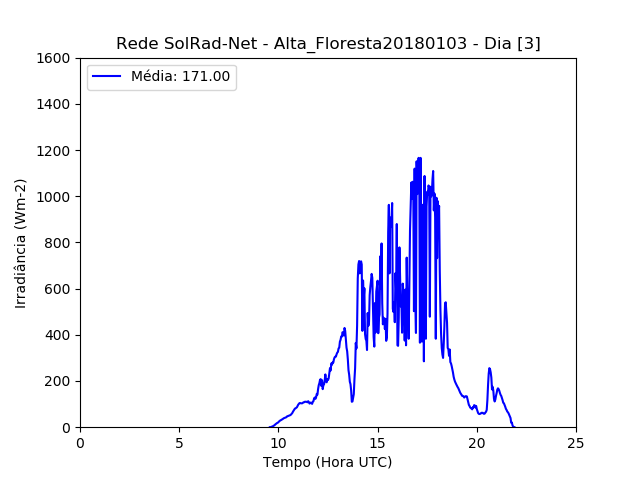 Rede SolRad-Net - Alta_Floresta20180103 - Dia [3]
Média: 171.00
Irradiância (Wm-2)
1600
1400
1200
1000
800
600
400
200
0
0 5 10 15 20 25
Tempo (Hora UTC)